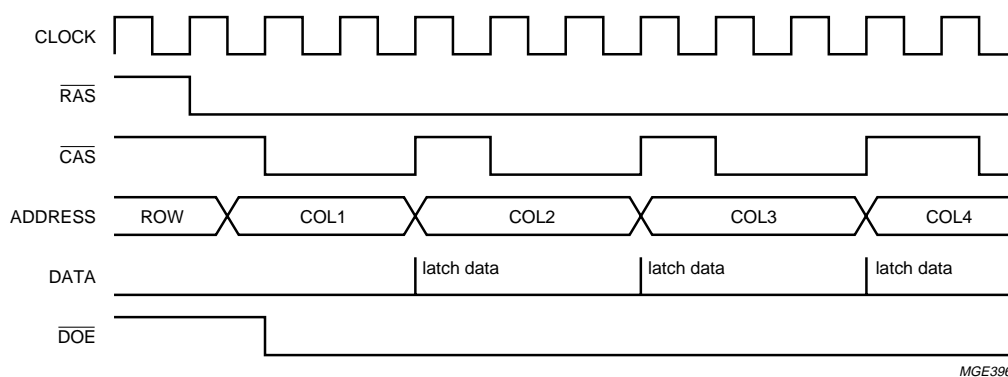 CLOCK
RAS
CAS
ADDRESS ROW COL1 COL2 COL3 COL4
DATA latch data latch data latch data
DOE